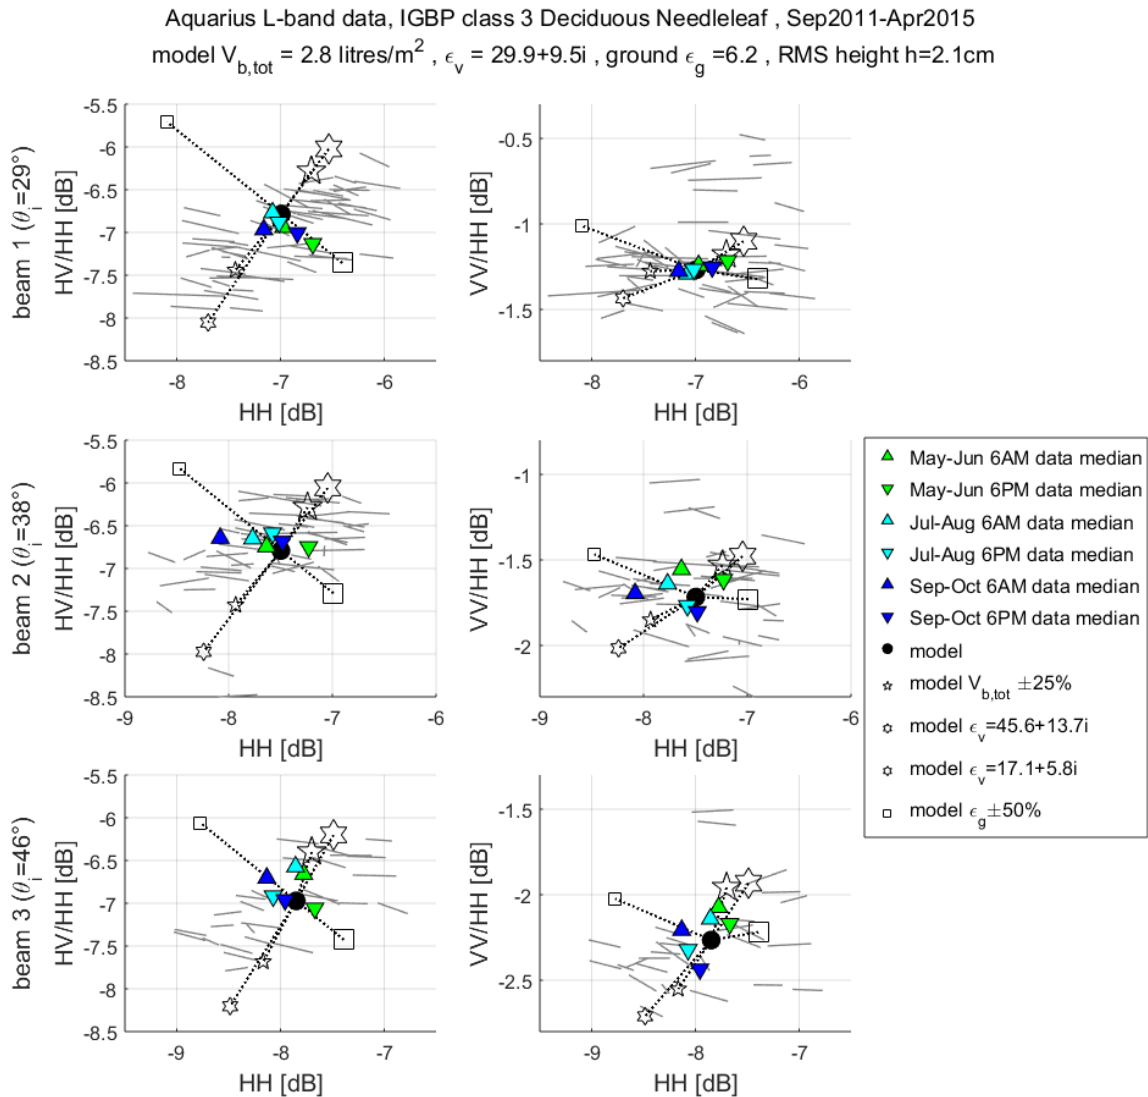 Aquarius L-band data, IGBP class 3 Deciduous Needleleaf , Sep2011-Apr2015
model V_b,tot = 2.8 litres/m² , ϵ_v = 29.9+9.5i , ground ϵ_g =6.2 , RMS height h=2.1cm
beam 1 (θ_i=29°)
HV/HH [dB]
-5.5
-6
-6.5
-7
-7.5
-8
-8.5
-8
-7
-6
HH [dB]
VV/HH [dB]
-0.5
-1
-1.5
-8
-7
-6
HH [dB]
beam 2 (θ_i=38°)
HV/HH [dB]
-5.5
-6
-6.5
-7
-7.5
-8
-8.5
-9
-8
-7
-6
HH [dB]
VV/HH [dB]
-1
-1.5
-2
-9
-8
-7
-6
HH [dB]
May-Jun 6AM data median
May-Jun 6PM data median
Jul-Aug 6AM data median
Jul-Aug 6PM data median
Sep-Oct 6AM data median
Sep-Oct 6PM data median
model
model V_b,tot ±25%
model ϵ_v=45.6+13.7i
model ϵ_v=17.1+5.8i
model ϵ_g±50%
beam 3 (θ_i=46°)
HV/HH [dB]
-5.5
-6
-6.5
-7
-7.5
-8
-8.5
-9
-8
-7
HH [dB]
VV/HH [dB]
-1.5
-2
-2.5
-9
-8
-7
HH [dB]